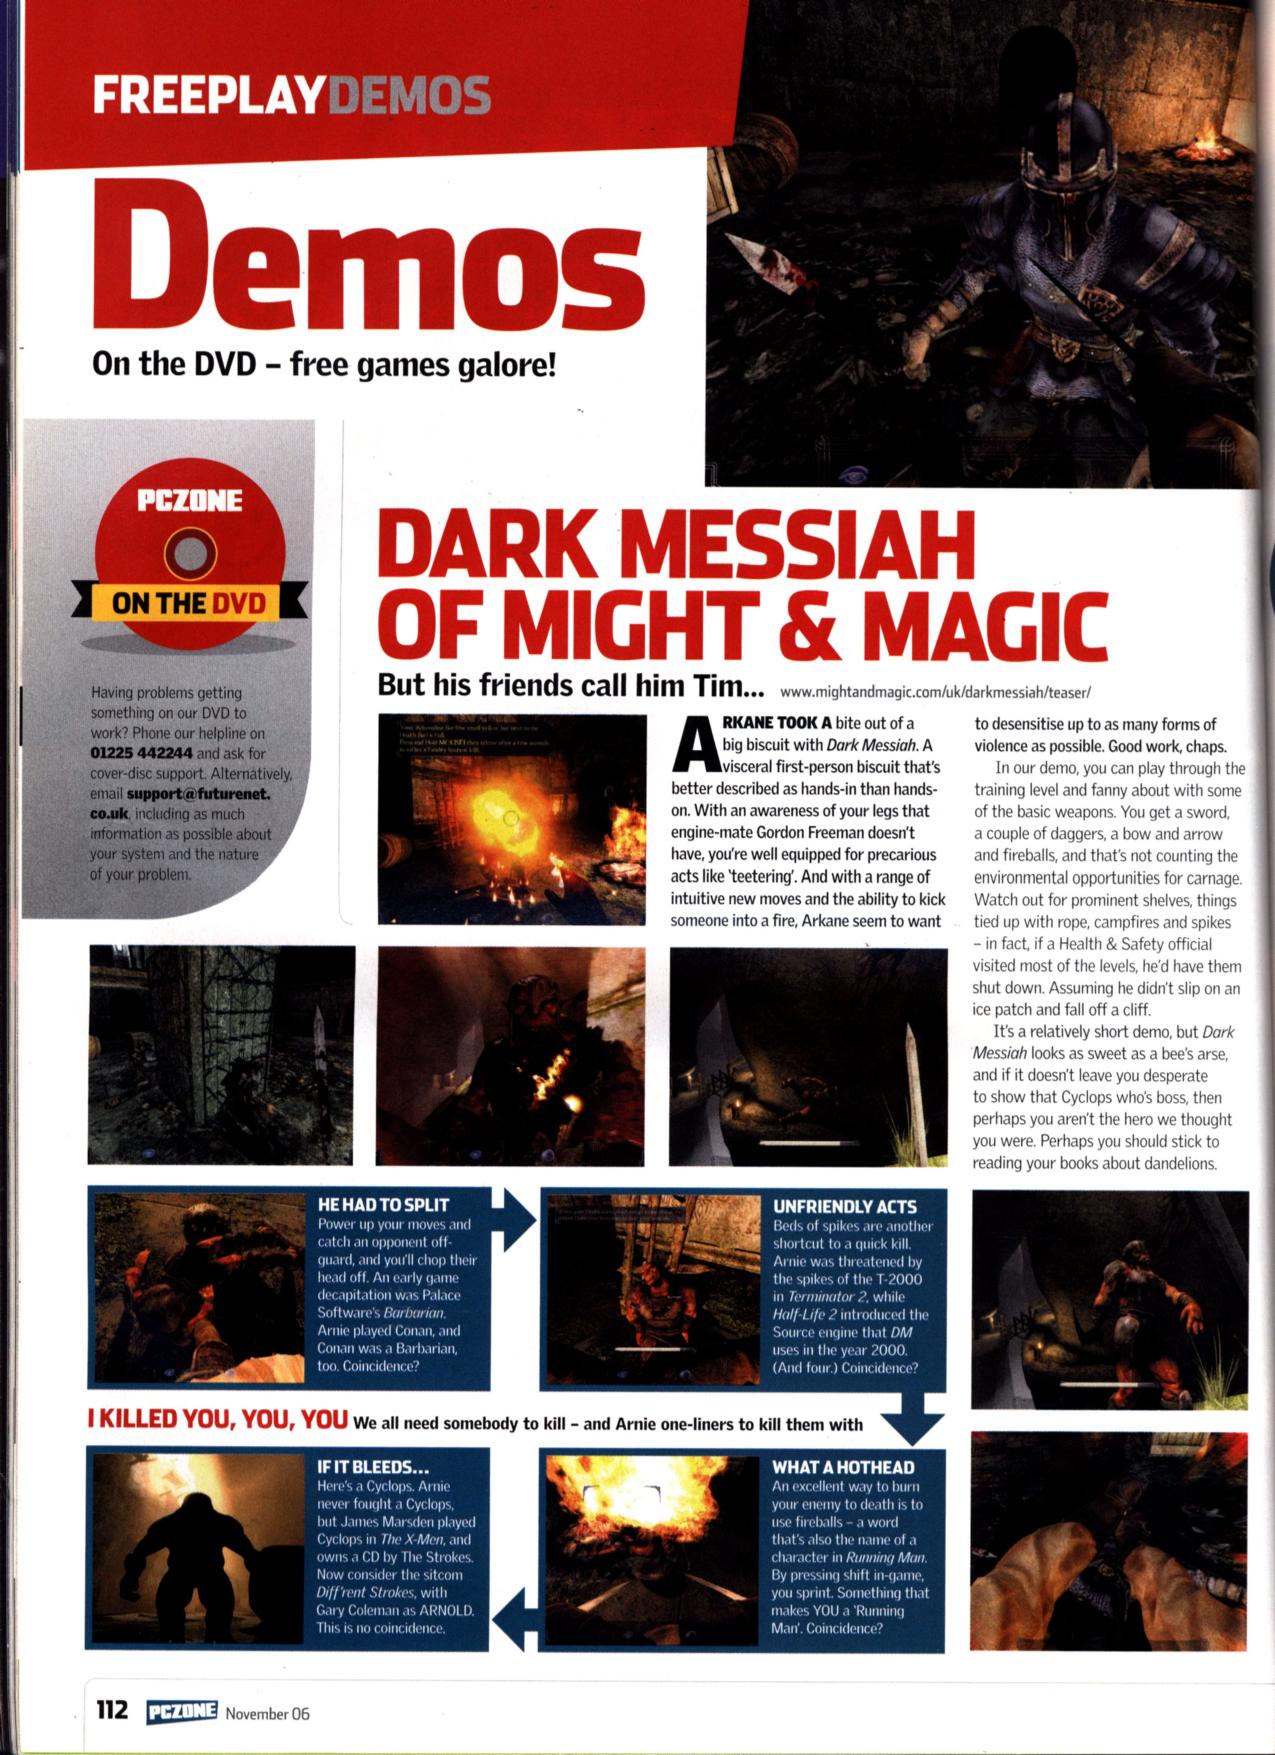 FREEPLAYDEMOS
Demos
On the DVD – free games galore!
PCZONE
ON THE DVD
Having problems getting
something on our DVD to
work? Phone our helpline on
01225 442244 and ask for
cover-disc support. Alternatively,
email support@futurenet.
co.uk, including as much
information as possible about
your system and the nature
of your problem.
DARK MESSIAH
OF MIGHT & MAGIC
But his friends call him Tim... www.mightandmagic.com/uk/darkmessiah/teaser/
ARKANE TOOK A bite out of a
big biscuit with Dark Messiah. A
visceral first-person biscuit that's
better described as hands-in than hands-
on. With an awareness of your legs that
engine-mate Gordon Freeman doesn't
have, you're well equipped for precarious
acts like 'teetering'. And with a range of
intuitive new moves and the ability to kick
someone into a fire, Arkane seem to want
to desensitise up to as many forms of
violence as possible. Good work, chaps.
In our demo, you can play through the
training level and fanny about with some
of the basic weapons. You get a sword,
a couple of daggers, a bow and arrow
and fireballs, and that's not counting the
environmental opportunities for carnage.
Watch out for prominent shelves, things
tied up with rope, campfires and spikes
– in fact, if a Health & Safety official
visited most of the levels, he'd have them
shut down. Assuming he didn't slip on an
ice patch and fall off a cliff.
It's a relatively short demo, but Dark
Messiah looks as sweet as a bee's arse,
and if it doesn't leave you desperate
to show that Cyclops who's boss, then
perhaps you aren't the hero we thought
you were. Perhaps you should stick to
reading your books about dandelions.
HE HAD TO SPLIT
Power up your moves and
catch an opponent off-
guard, and you'll chop their
head off. An early game
decapitation was Palace
Software's Barbarian.
Arnie played Conan, and
Conan was a Barbarian,
too. Coincidence?
UNFRIENDLY ACTS
Beds of spikes are another
shortcut to a quick kill.
Arnie was threatened by
the spikes of the T-2000
in Terminator 2, while
Half-Life 2 introduced the
Source engine that DM
uses in the year 2000.
(And four.) Coincidence?
I KILLED YOU, YOU, YOU We all need somebody to kill – and Arnie one-liners to kill them with
IF IT BLEEDS...
Here's a Cyclops. Arnie
never fought a Cyclops,
but James Marsden played
Cyclops in The X-Men, and
owns a CD by The Strokes.
Now consider the sitcom
Diff'rent Strokes, with
Gary Coleman as ARNOLD.
This is no coincidence.
WHAT A HOTHEAD
An excellent way to burn
your enemy to death is to
use fireballs – a word
that's also the name of a
character in Running Man.
By pressing shift in-game,
you sprint. Something that
makes YOU a 'Running
Man'. Coincidence?
112 PCZONE November 06